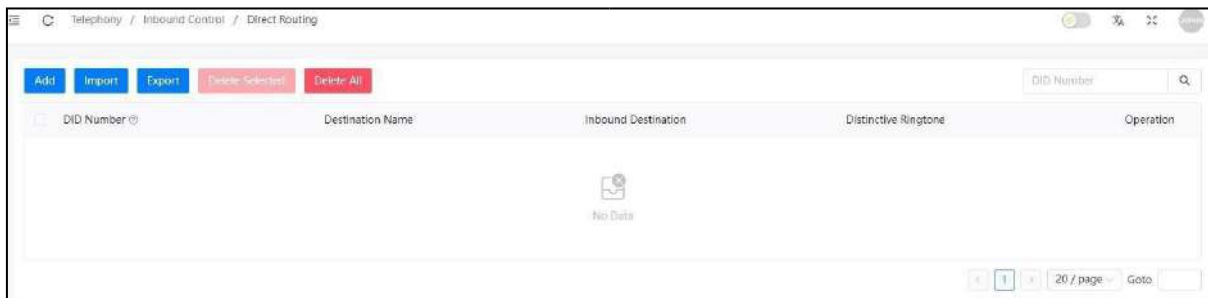 Telephony / Inbound Control / Direct Routing
Add Import Export Delete Selected Delete All DID Number
DID Number Destination Name Inbound Destination Distinctive Ringtone Operation
No Data
1 20 / page Goto